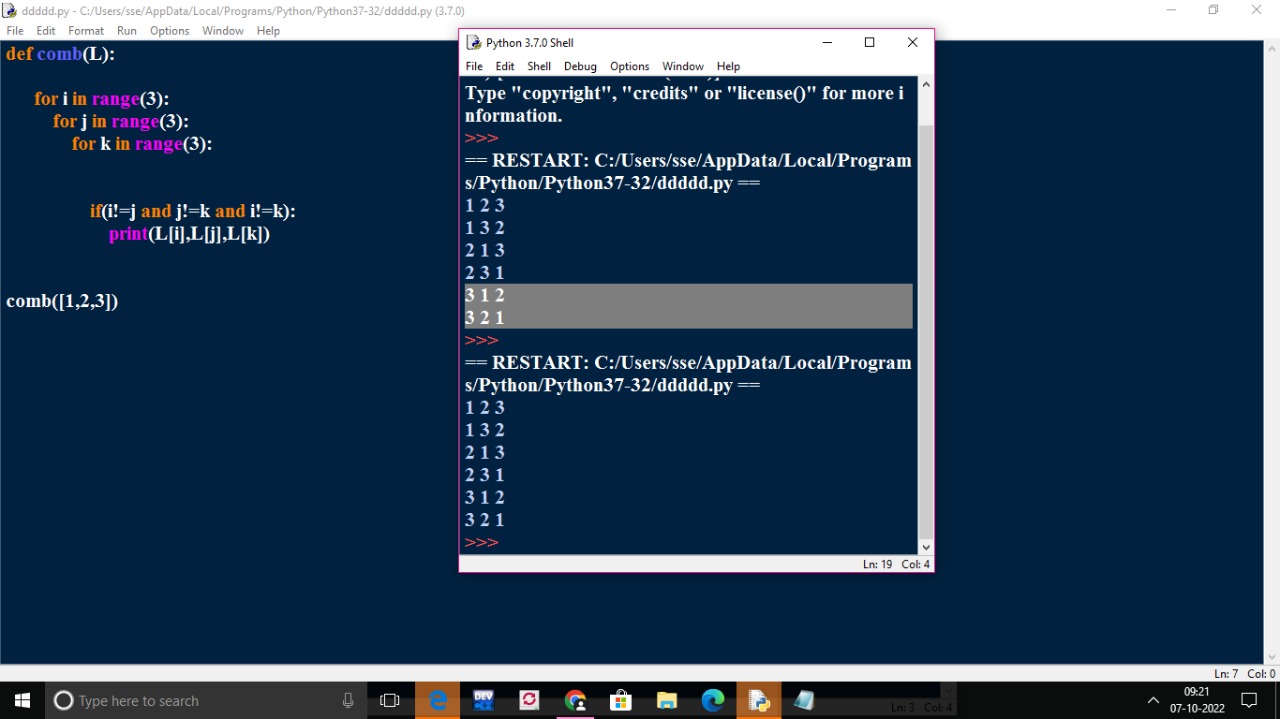 ddddd.py - C:/Users/sse/AppData/Local/Programs/Python/Python37-32/ddddd.py (3.7.0)
File Edit Format Run Options Window Help
def comb(L):
for i in range(3):
for j in range(3):
for k in range(3):
if(i!=j and j!=k and i!=k):
print(L[i],L[j],L[k])
comb([1,2,3])
Python 3.7.0 Shell
File Edit Shell Debug Options Window Help
Type "copyright", "credits" or "license()" for more i
nformation.
>>>
== RESTART: C:/Users/sse/AppData/Local/Program
s/Python/Python37-32/ddddd.py ==
1 2 3
1 3 2
2 1 3
2 3 1
3 1 2
3 2 1
>>>
== RESTART: C:/Users/sse/AppData/Local/Program
s/Python/Python37-32/ddddd.py ==
1 2 3
1 3 2
2 1 3
2 3 1
3 1 2
3 2 1
>>>
Ln: 19 Col: 4
Ln: 7 Col: 0
Type here to search
DEV
Ln: 3 Col: 0
09:21
07-10-2022